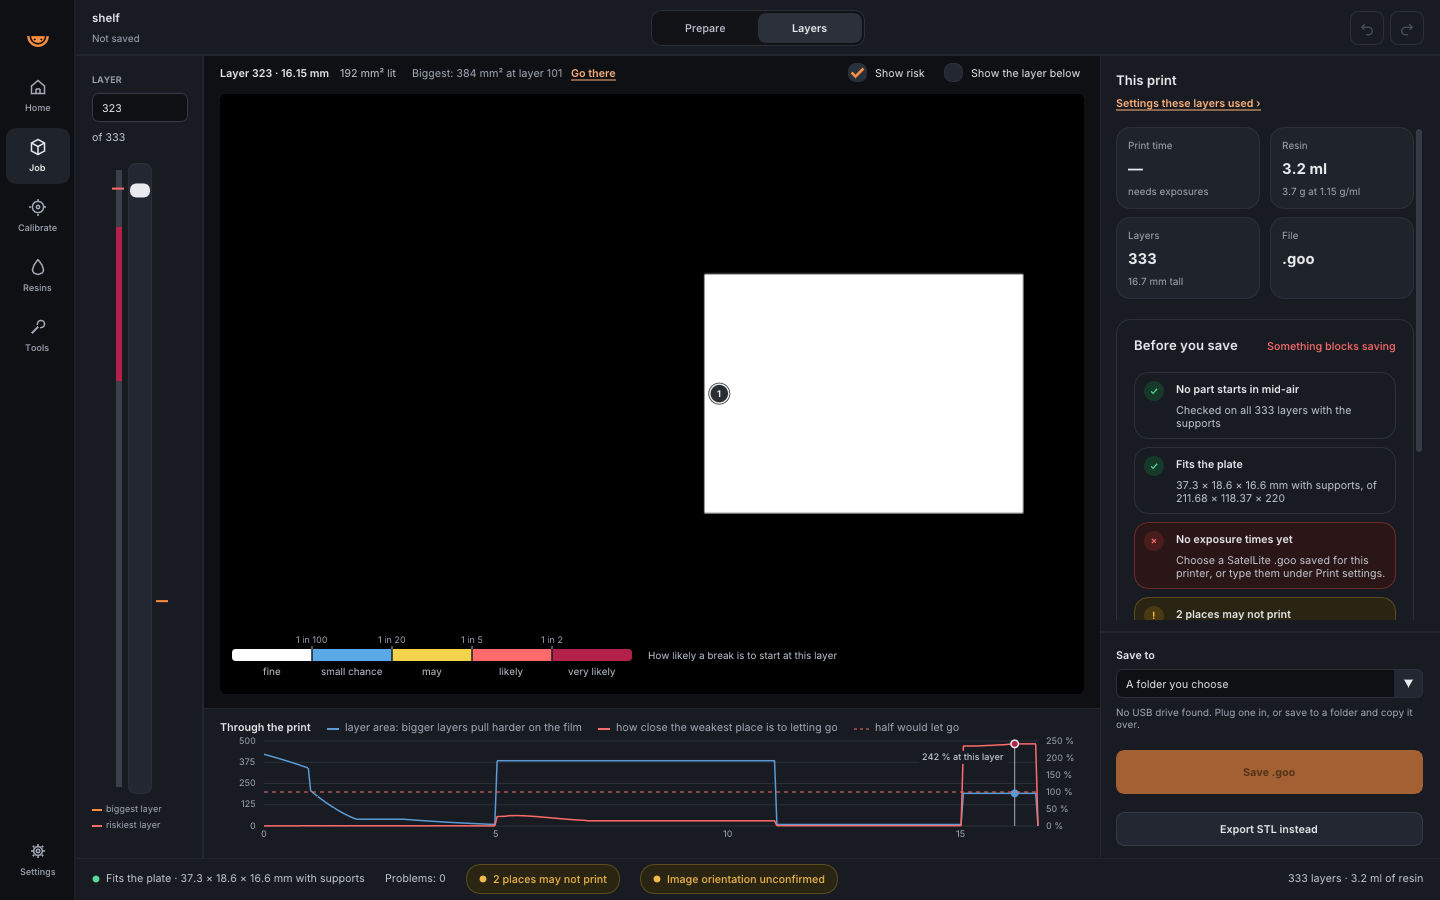 shelf
Not saved
Prepare
Layers
Home
Job
Calibrate
Resins
Tools
Settings
LAYER
323
of 333
biggest layer
riskiest layer
Layer 323 · 16.15 mm
192 mm² lit
Biggest: 384 mm² at layer 101
Go there
Show risk
Show the layer below
1
1 in 100
1 in 20
1 in 5
1 in 2
fine
small chance
may
likely
very likely
How likely a break is to start at this layer
Through the print
layer area: bigger layers pull harder on the film
how close the weakest place is to letting go
half would let go
500
375
250
125
0
250 %
200 %
150 %
100 %
50 %
0 %
242 % at this layer
0
5
10
15
This print
Settings these layers used ›
Print time
—
needs exposures
Resin
3.2 ml
3.7 g at 1.15 g/ml
Layers
333
16.7 mm tall
File
.goo
Before you save
Something blocks saving
No part starts in mid-air
Checked on all 333 layers with the
supports
Fits the plate
37.3 × 18.6 × 16.6 mm with supports, of
211.68 × 118.37 × 220
No exposure times yet
Choose a SatelLite .goo saved for this
printer, or type them under Print settings.
2 places may not print
Save to
A folder you choose
No USB drive found. Plug one in, or save to a folder and copy it
over.
Save .goo
Export STL instead
Fits the plate · 37.3 × 18.6 × 16.6 mm with supports
Problems: 0
2 places may not print
Image orientation unconfirmed
333 layers · 3.2 ml of resin